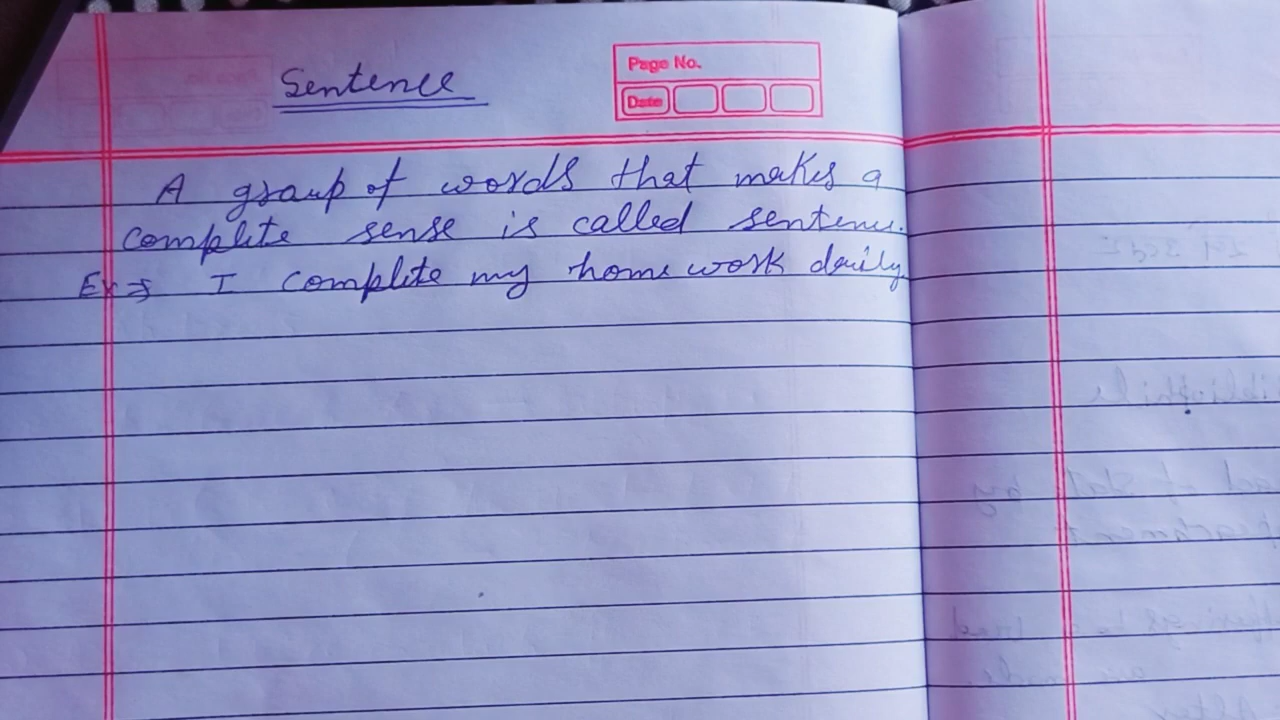 Sentence
Page No.
Date
A group of words that makes a
complete sense is called sentence.
Ex ⇒ I complete my home work daily